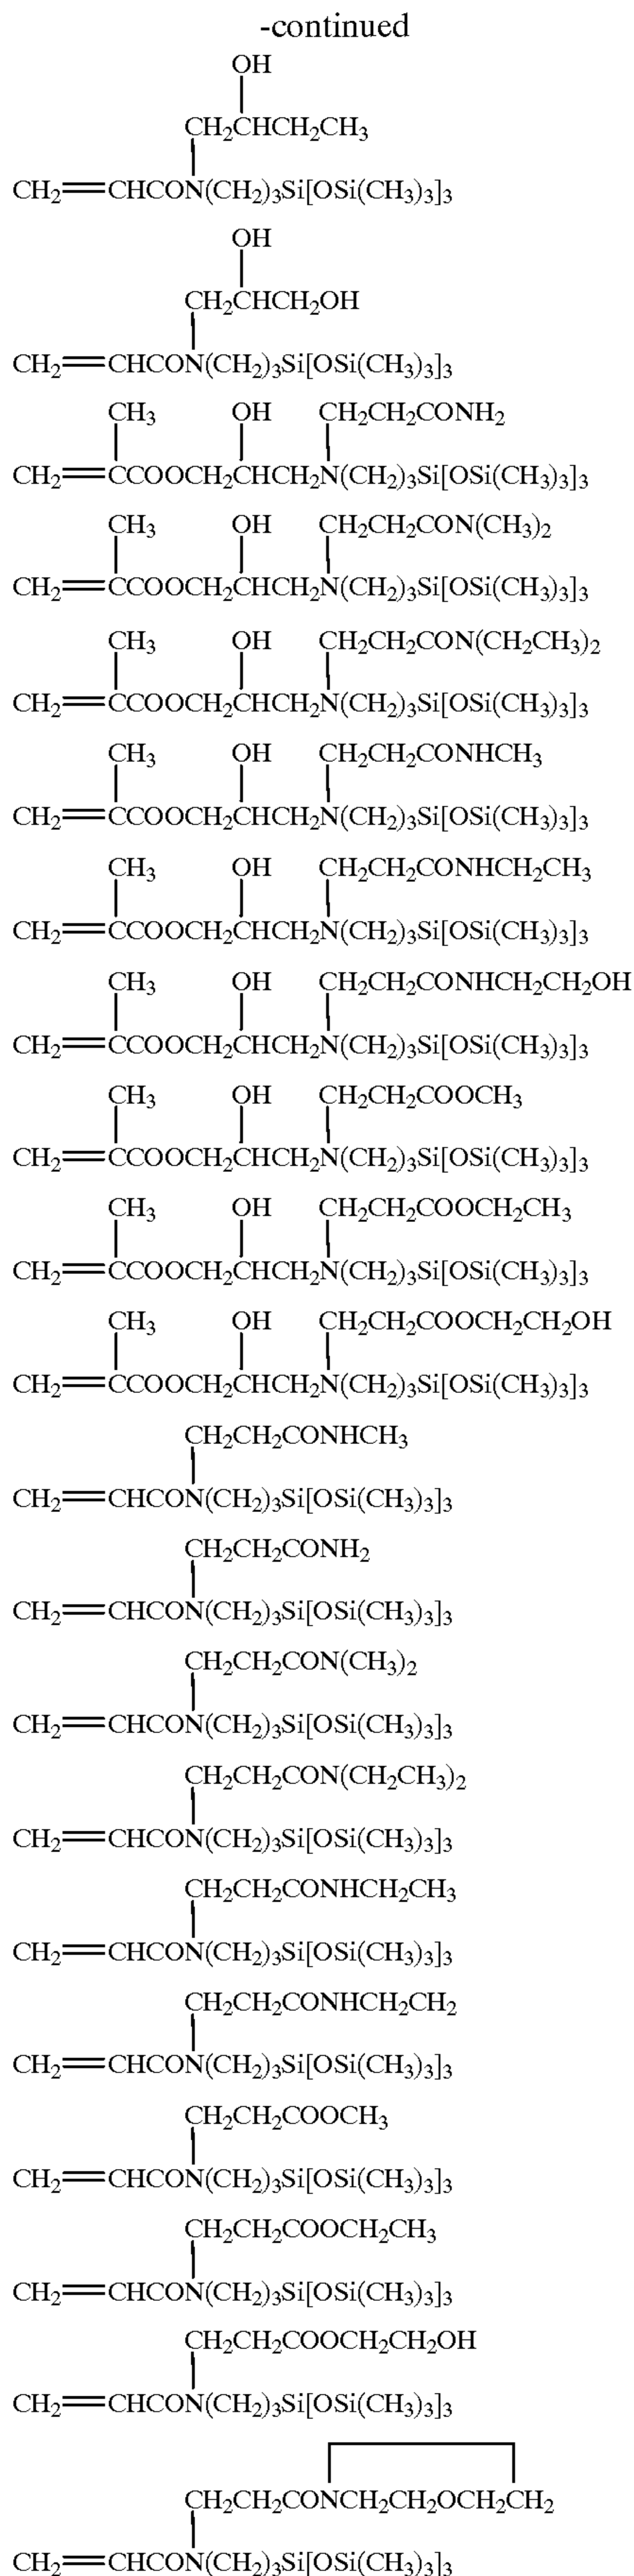 -continued
OH
CH₂CHCH₂CH₃
CH₂=CHCON(CH₂)₃Si[OSi(CH₃)₃]₃
OH
CH₂CHCH₂OH
CH₂=CHCON(CH₂)₃Si[OSi(CH₃)₃]₃
CH₃ OH CH₂CH₂CONH₂
CH₂=CCOOCH₂CHCH₂N(CH₂)₃Si[OSi(CH₃)₃]₃
CH₃ OH CH₂CH₂CON(CH₃)₂
CH₂=CCOOCH₂CHCH₂N(CH₂)₃Si[OSi(CH₃)₃]₃
CH₃ OH CH₂CH₂CON(CH₂CH₃)₂
CH₂=CCOOCH₂CHCH₂N(CH₂)₃Si[OSi(CH₃)₃]₃
CH₃ OH CH₂CH₂CONHCH₃
CH₂=CCOOCH₂CHCH₂N(CH₂)₃Si[OSi(CH₃)₃]₃
CH₃ OH CH₂CH₂CONHCH₂CH₃
CH₂=CCOOCH₂CHCH₂N(CH₂)₃Si[OSi(CH₃)₃]₃
CH₃ OH CH₂CH₂CONHCH₂CH₂OH
CH₂=CCOOCH₂CHCH₂N(CH₂)₃Si[OSi(CH₃)₃]₃
CH₃ OH CH₂CH₂COOCH₃
CH₂=CCOOCH₂CHCH₂N(CH₂)₃Si[OSi(CH₃)₃]₃
CH₃ OH CH₂CH₂COOCH₂CH₃
CH₂=CCOOCH₂CHCH₂N(CH₂)₃Si[OSi(CH₃)₃]₃
CH₃ OH CH₂CH₂COOCH₂CH₂OH
CH₂=CCOOCH₂CHCH₂N(CH₂)₃Si[OSi(CH₃)₃]₃
CH₂CH₂CONHCH₃
CH₂=CHCON(CH₂)₃Si[OSi(CH₃)₃]₃
CH₂CH₂CONH₂
CH₂=CHCON(CH₂)₃Si[OSi(CH₃)₃]₃
CH₂CH₂CON(CH₃)₂
CH₂=CHCON(CH₂)₃Si[OSi(CH₃)₃]₃
CH₂CH₂CON(CH₂CH₃)₂
CH₂=CHCON(CH₂)₃Si[OSi(CH₃)₃]₃
CH₂CH₂CONHCH₂CH₃
CH₂=CHCON(CH₂)₃Si[OSi(CH₃)₃]₃
CH₂CH₂CONHCH₂CH₂
CH₂=CHCON(CH₂)₃Si[OSi(CH₃)₃]₃
CH₂CH₂COOCH₃
CH₂=CHCON(CH₂)₃Si[OSi(CH₃)₃]₃
CH₂CH₂COOCH₂CH₃
CH₂=CHCON(CH₂)₃Si[OSi(CH₃)₃]₃
CH₂CH₂COOCH₂CH₂OH
CH₂=CHCON(CH₂)₃Si[OSi(CH₃)₃]₃
CH₂CH₂CONCH₂CH₂OCH₂CH₂
CH₂=CHCON(CH₂)₃Si[OSi(CH₃)₃]₃